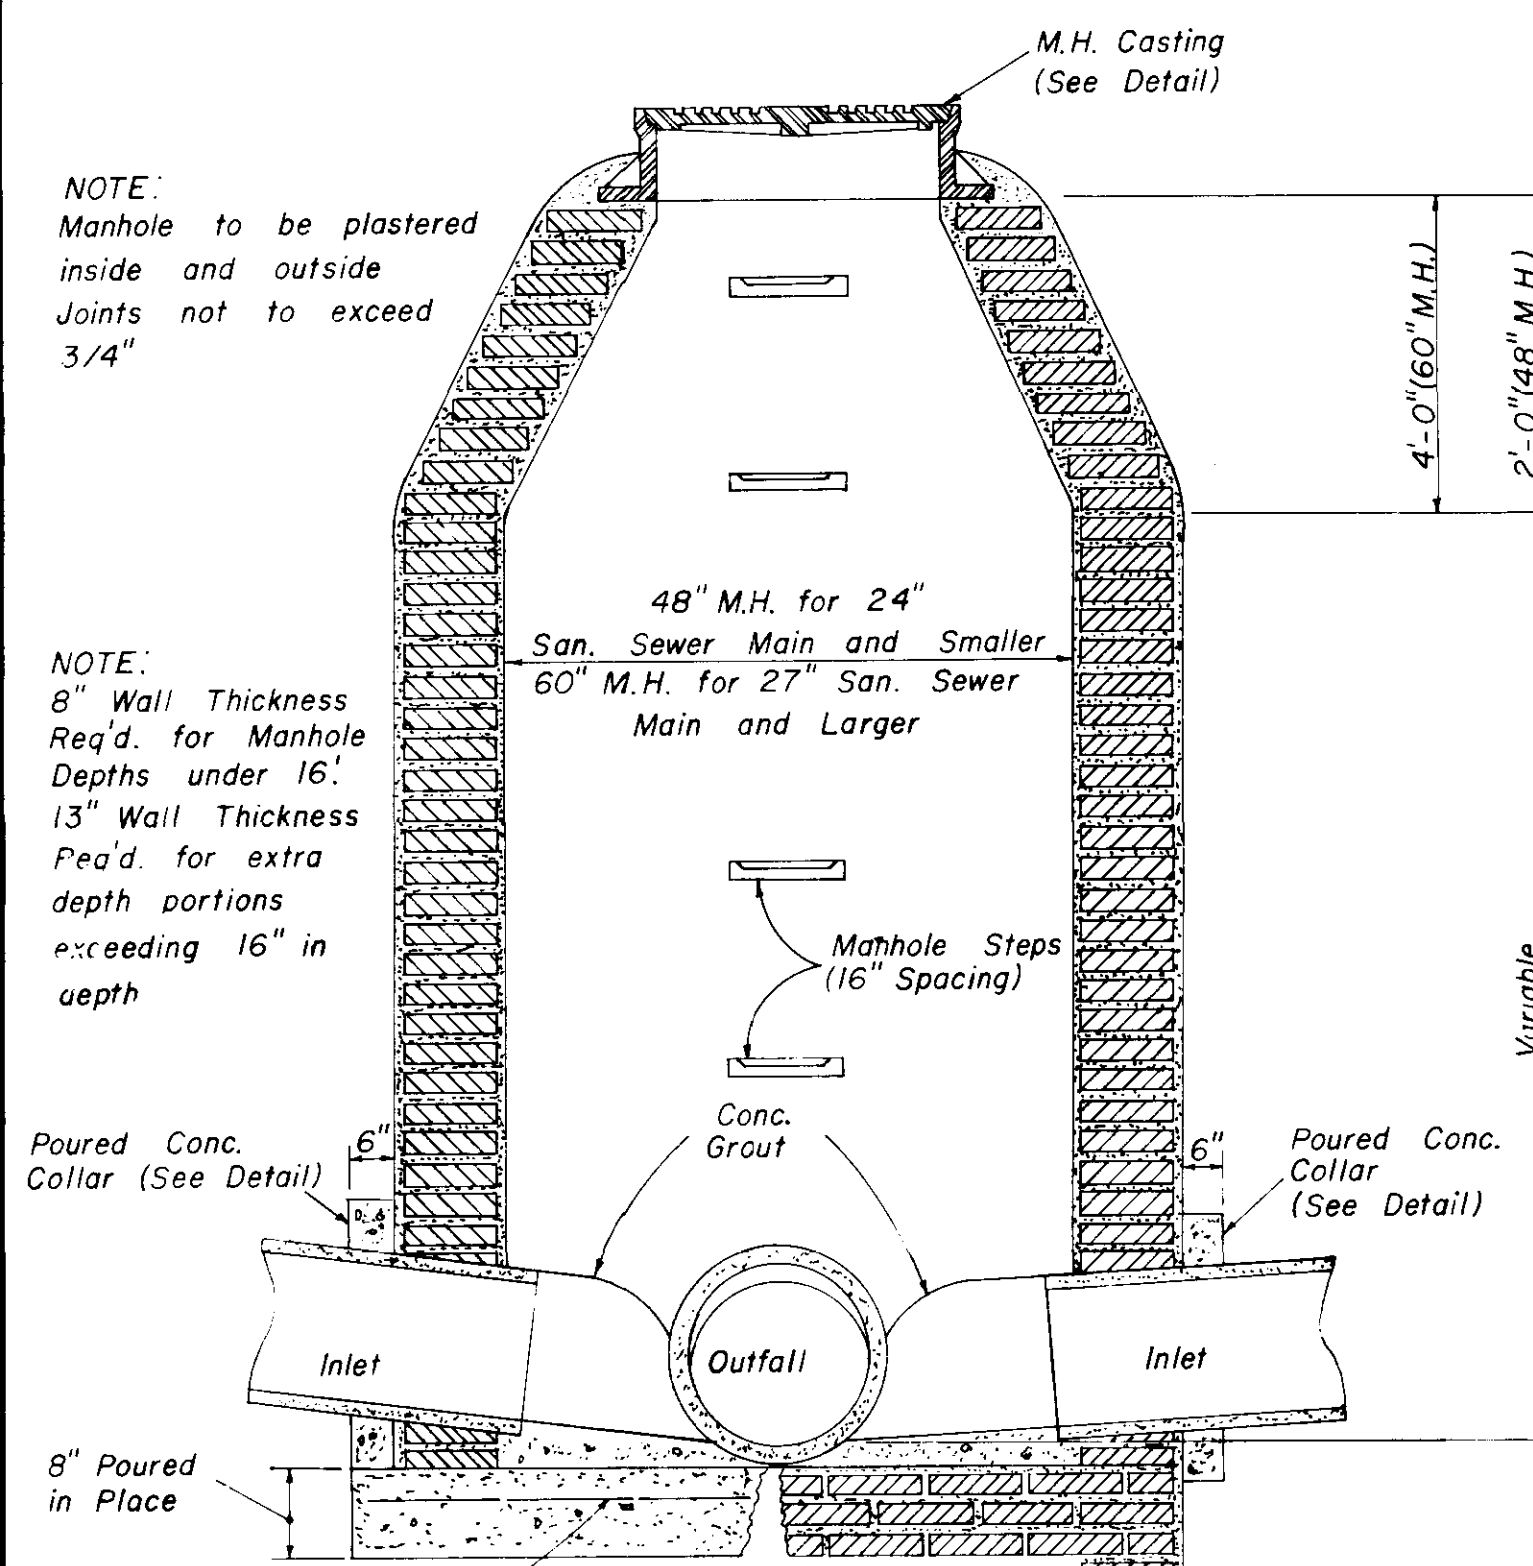 M.H. Casting
(See Detail)
NOTE:
Manhole to be plastered
inside and outside
Joints not to exceed
3/4"
4'-0"(60"M.H.)
2'-0"(48"M.H.)
48" M.H. for 24"
San. Sewer Main and Smaller
60" M.H. for 27" San. Sewer
Main and Larger
NOTE:
8" Wall Thickness
Req'd. for Manhole
Depths under 16'.
13" Wall Thickness
Req'd. for extra
depth portions
exceeding 16" in
depth
Manhole Steps
(16" Spacing)
Variable
Conc.
Grout
Poured Conc.
Collar (See Detail)
6"
6"
Poured Conc.
Collar
(See Detail)
Inlet
Outfall
Inlet
8" Poured
in Place